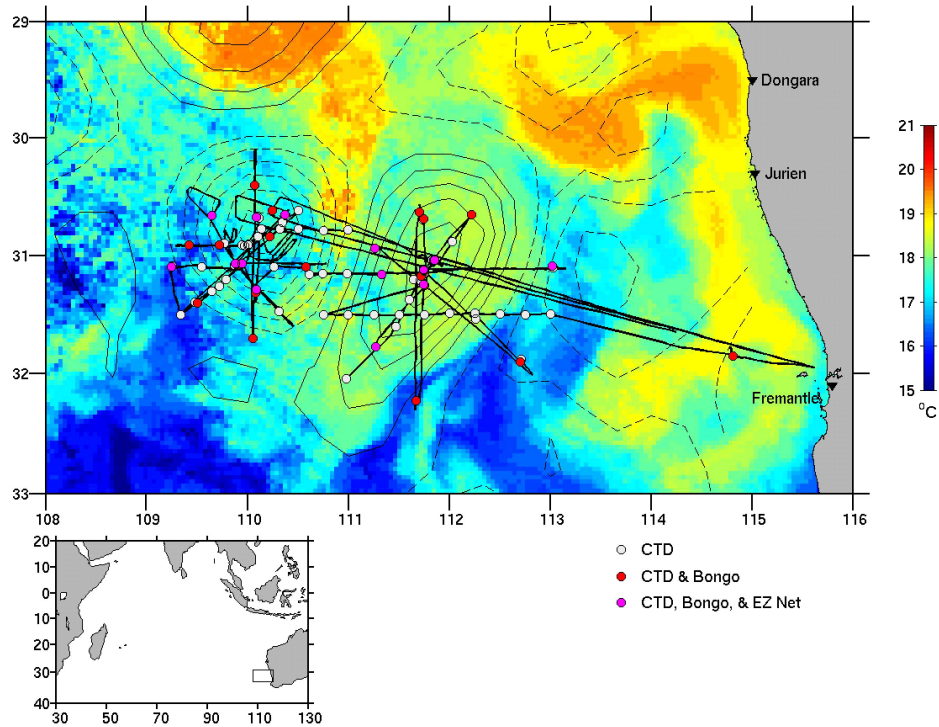 29
30
31
32
33
108 109 110 111 112 113 114 115 116
Dongara
Jurien
Fremantle
21
20
19
18
17
16
15
°C
CTD
CTD & Bongo
CTD, Bongo, & EZ Net
20
10
0
10
20
30
40
30 50 70 90 110 130